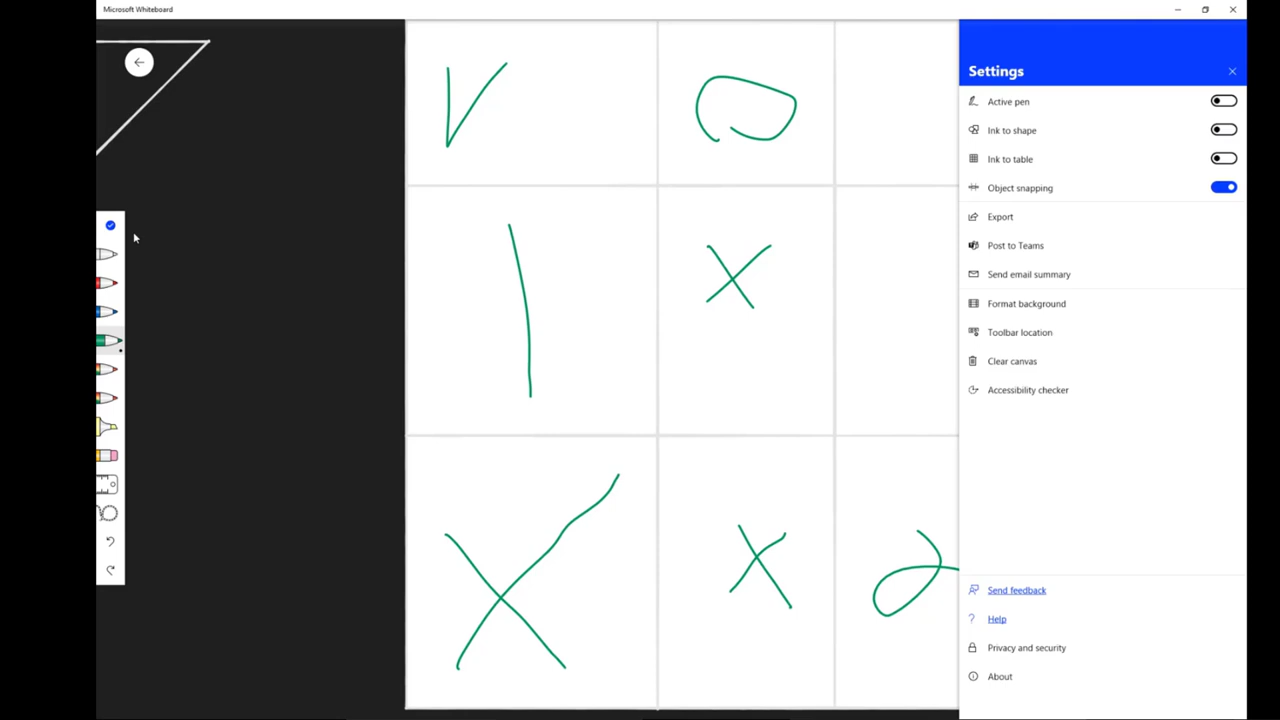 Microsoft Whiteboard
Settings
Active pen
Ink to shape
Ink to table
Object snapping
Export
Post to Teams
Send email summary
Format background
Toolbar location
Clear canvas
Accessibility checker
Send feedback
Help
Privacy and security
About
V O
| X
X X 2